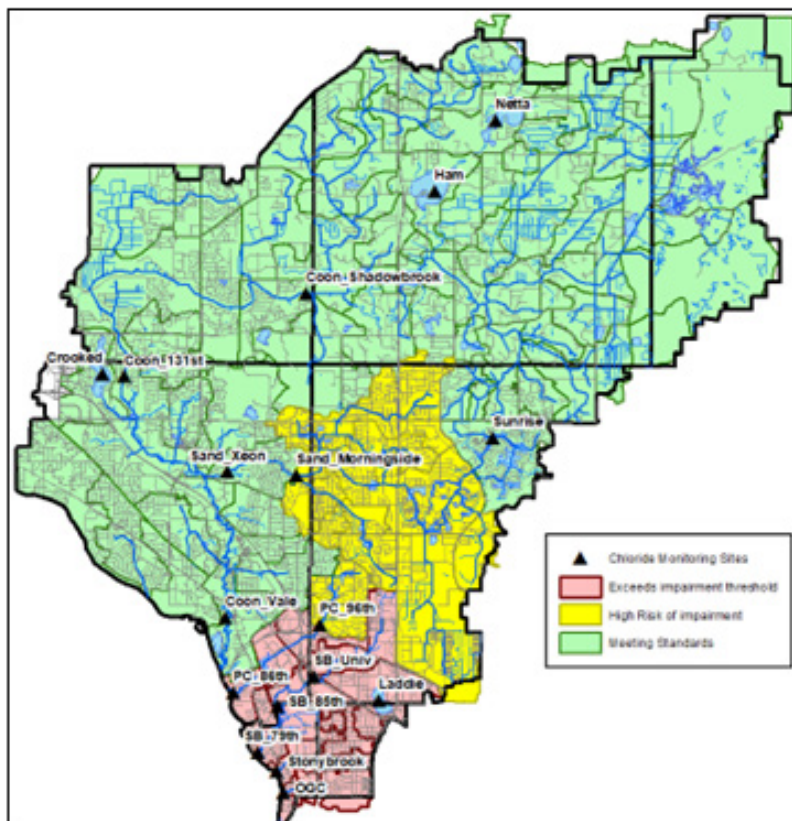 Netta
Ham
Coon_Shadowbrook
Crooked
Coon_131st
Sunrise
Sand_Xeon
Sand_Morningside
Chloride Monitoring Sites
Exceeds impairment threshold
High Risk of impairment
Meeting Standards
Coon_Vale
PC_96th
SB_Univ
PC_86th
Laddie
SB_85th
SB_79th
Stonybrook
OGC